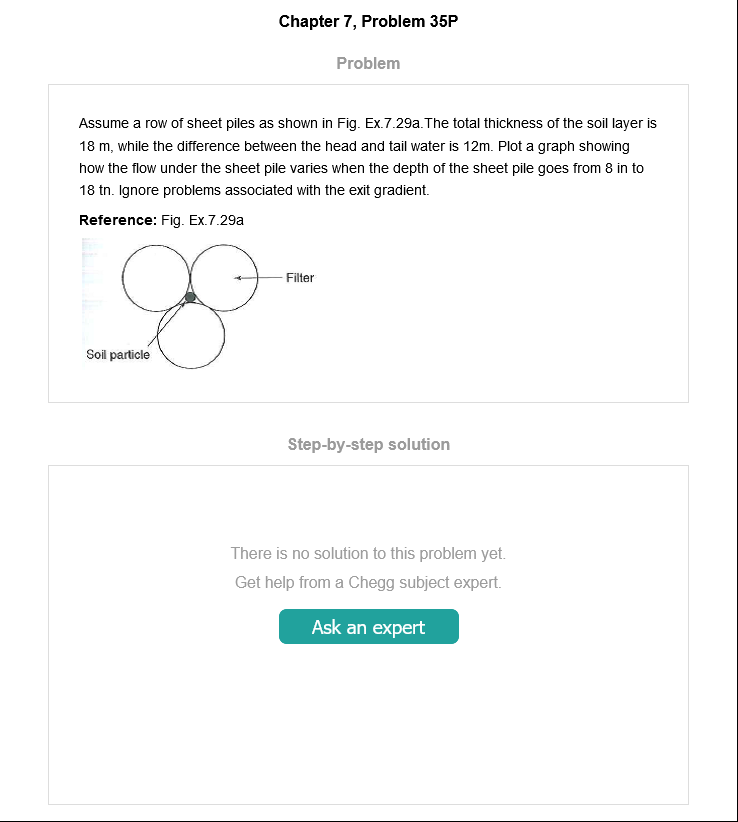 Chapter 7, Problem 35P
Problem
Assume a row of sheet piles as shown in Fig. Ex.7.29a.The total thickness of the soil layer is
18 m, while the difference between the head and tail water is 12m. Plot a graph showing
how the flow under the sheet pile varies when the depth of the sheet pile goes from 8 in to
18 tn. Ignore problems associated with the exit gradient.
Reference: Fig. Ex.7.29a
Filter
Soil particle
Step-by-step solution
There is no solution to this problem yet.
Get help from a Chegg subject expert.
Ask an expert